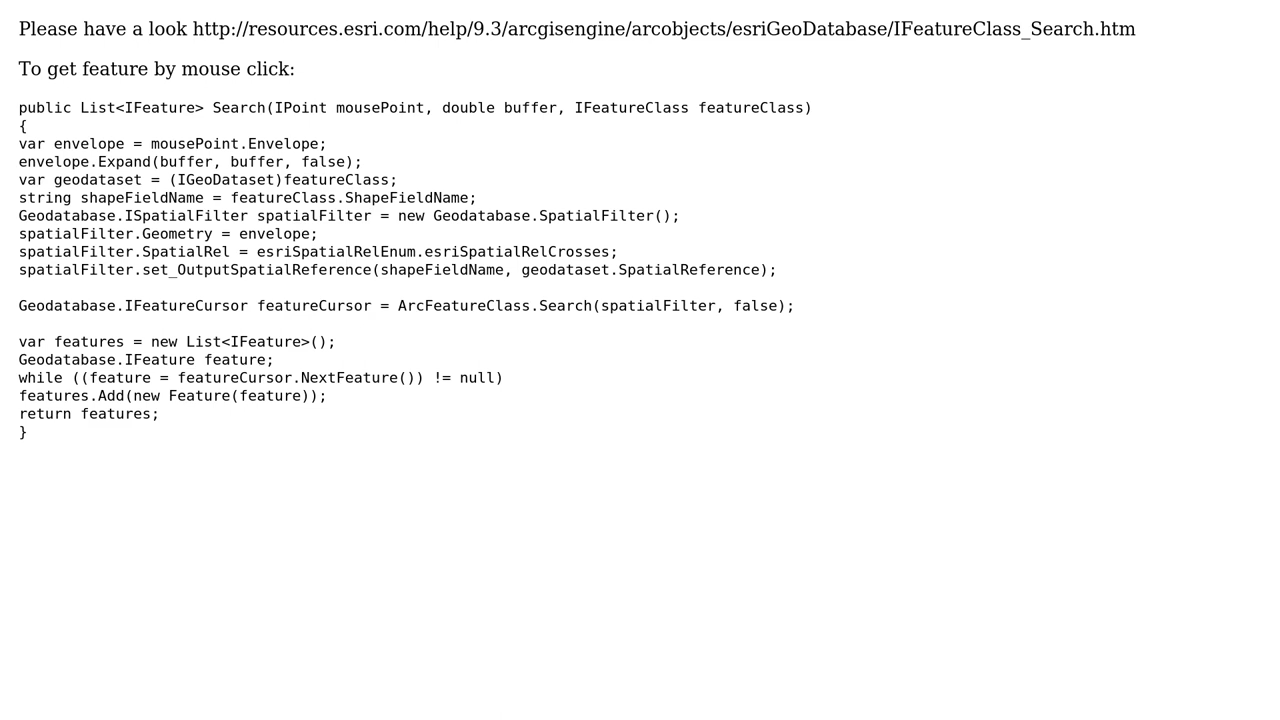 Please have a look http://resources.esri.com/help/9.3/arcgisengine/arcobjects/esriGeoDatabase/IFeatureClass_Search.htm
To get feature by mouse click:
public List<IFeature> Search(IPoint mousePoint, double buffer, IFeatureClass featureClass)
{
var envelope = mousePoint.Envelope;
envelope.Expand(buffer, buffer, false);
var geodataset = (IGeoDataset)featureClass;
string shapeFieldName = featureClass.ShapeFieldName;
Geodatabase.ISpatialFilter spatialFilter = new Geodatabase.SpatialFilter();
spatialFilter.Geometry = envelope;
spatialFilter.SpatialRel = esriSpatialRelEnum.esriSpatialRelCrosses;
spatialFilter.set_OutputSpatialReference(shapeFieldName, geodataset.SpatialReference);
Geodatabase.IFeatureCursor featureCursor = ArcFeatureClass.Search(spatialFilter, false);
var features = new List<IFeature>();
Geodatabase.IFeature feature;
while ((feature = featureCursor.NextFeature()) != null)
features.Add(new Feature(feature));
return features;
}